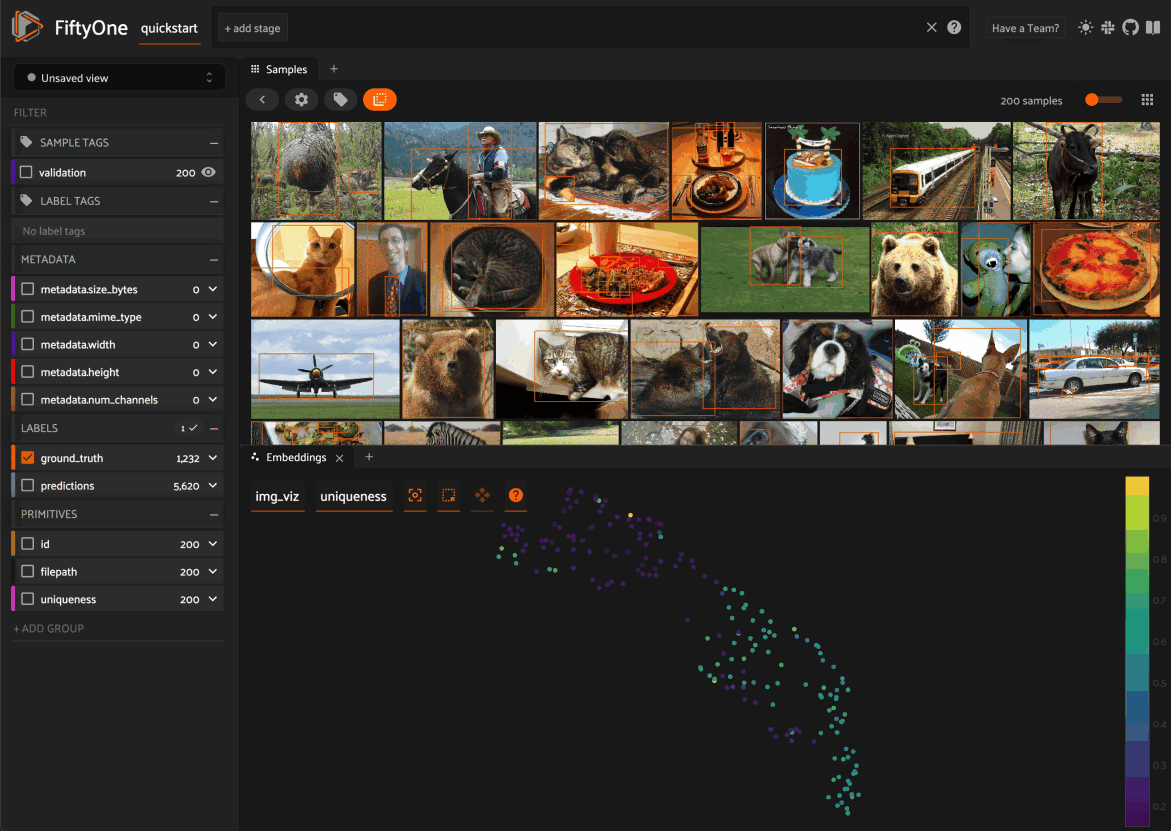 FiftyOne
quickstart
+ add stage
Have a Team?
Unsaved view
Samples
FILTER
200 samples
SAMPLE TAGS
validation 200
LABEL TAGS
No label tags
METADATA
metadata.size_bytes 0
metadata.mime_type 0
metadata.width 0
metadata.height 0
metadata.num_channels 0
LABELS 1
ground_truth 1,232
predictions 5,620
PRIMITIVES
id 200
filepath 200
uniqueness 200
+ ADD GROUP
Embeddings
img_viz
uniqueness
0.9
0.8
0.7
0.6
0.5
0.4
0.3
0.2